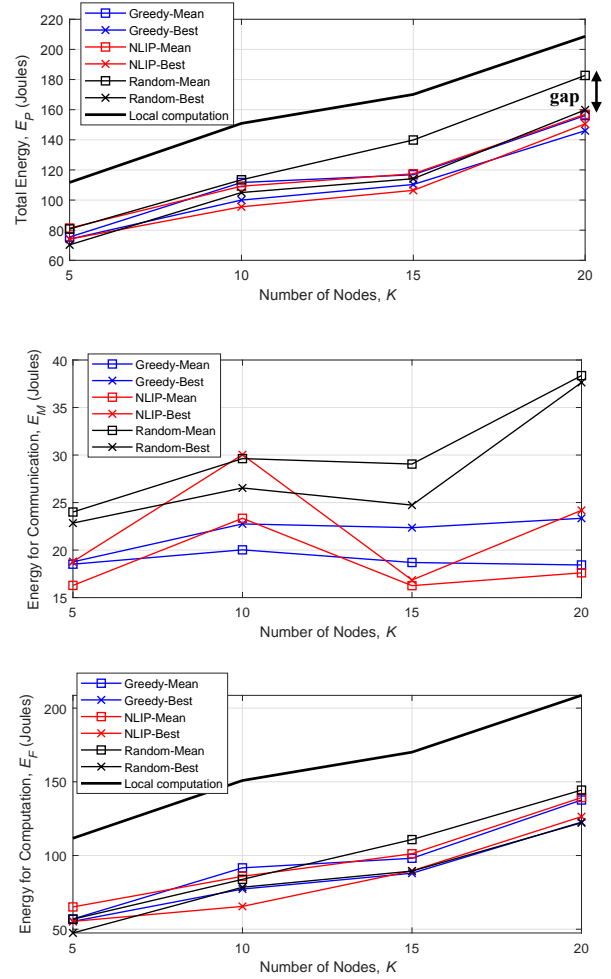 220
200
180
160
140
120
100
80
60
Total Energy, E_P (Joules)
Greedy-Mean
Greedy-Best
NLIP-Mean
NLIP-Best
Random-Mean
Random-Best
Local computation
gap
5
10
15
20
Number of Nodes, K
40
35
30
25
20
15
Energy for Communication, E_M (Joules)
Greedy-Mean
Greedy-Best
NLIP-Mean
NLIP-Best
Random-Mean
Random-Best
5
10
15
20
Number of Nodes, K
200
150
100
50
Energy for Computation, E_F (Joules)
Greedy-Mean
Greedy-Best
NLIP-Mean
NLIP-Best
Random-Mean
Random-Best
Local computation
5
10
15
20
Number of Nodes, K